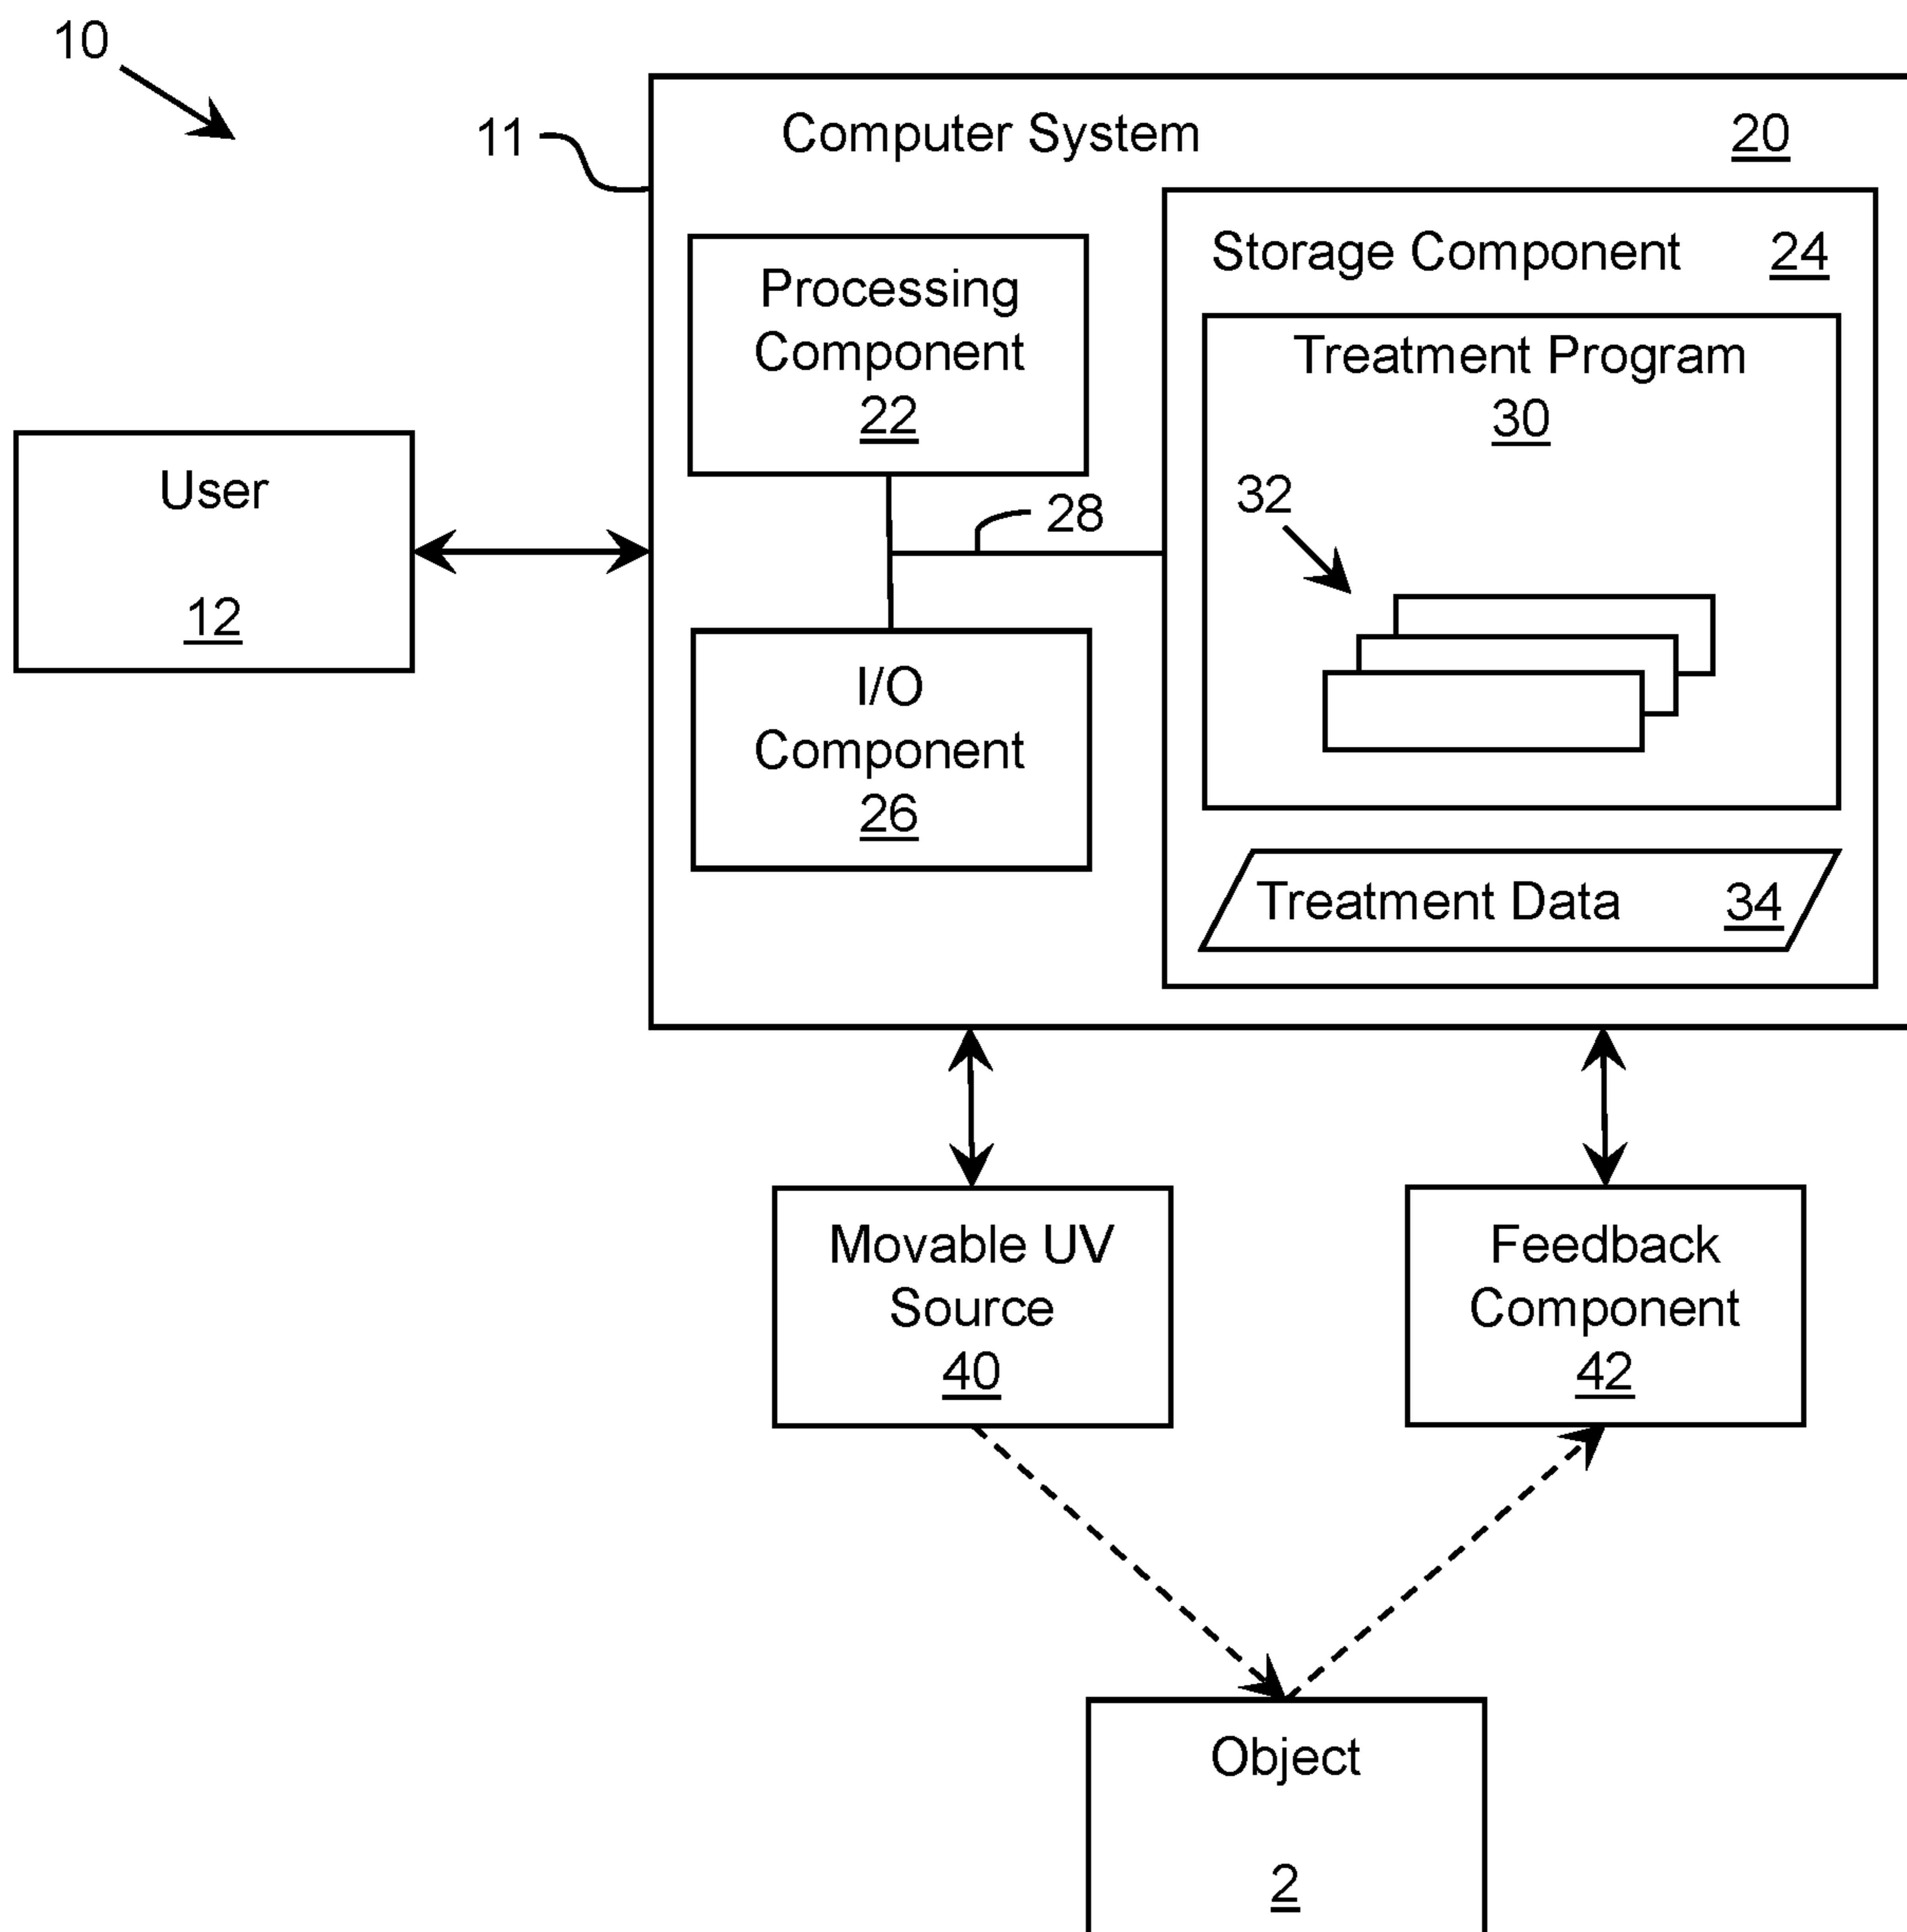 10
11
Computer System 20
Processing
Component
22
Storage Component 24
Treatment Program
30
32
User
12
28
I/O
Component
26
Treatment Data 34
Movable UV
Source
40
Feedback
Component
42
Object
2